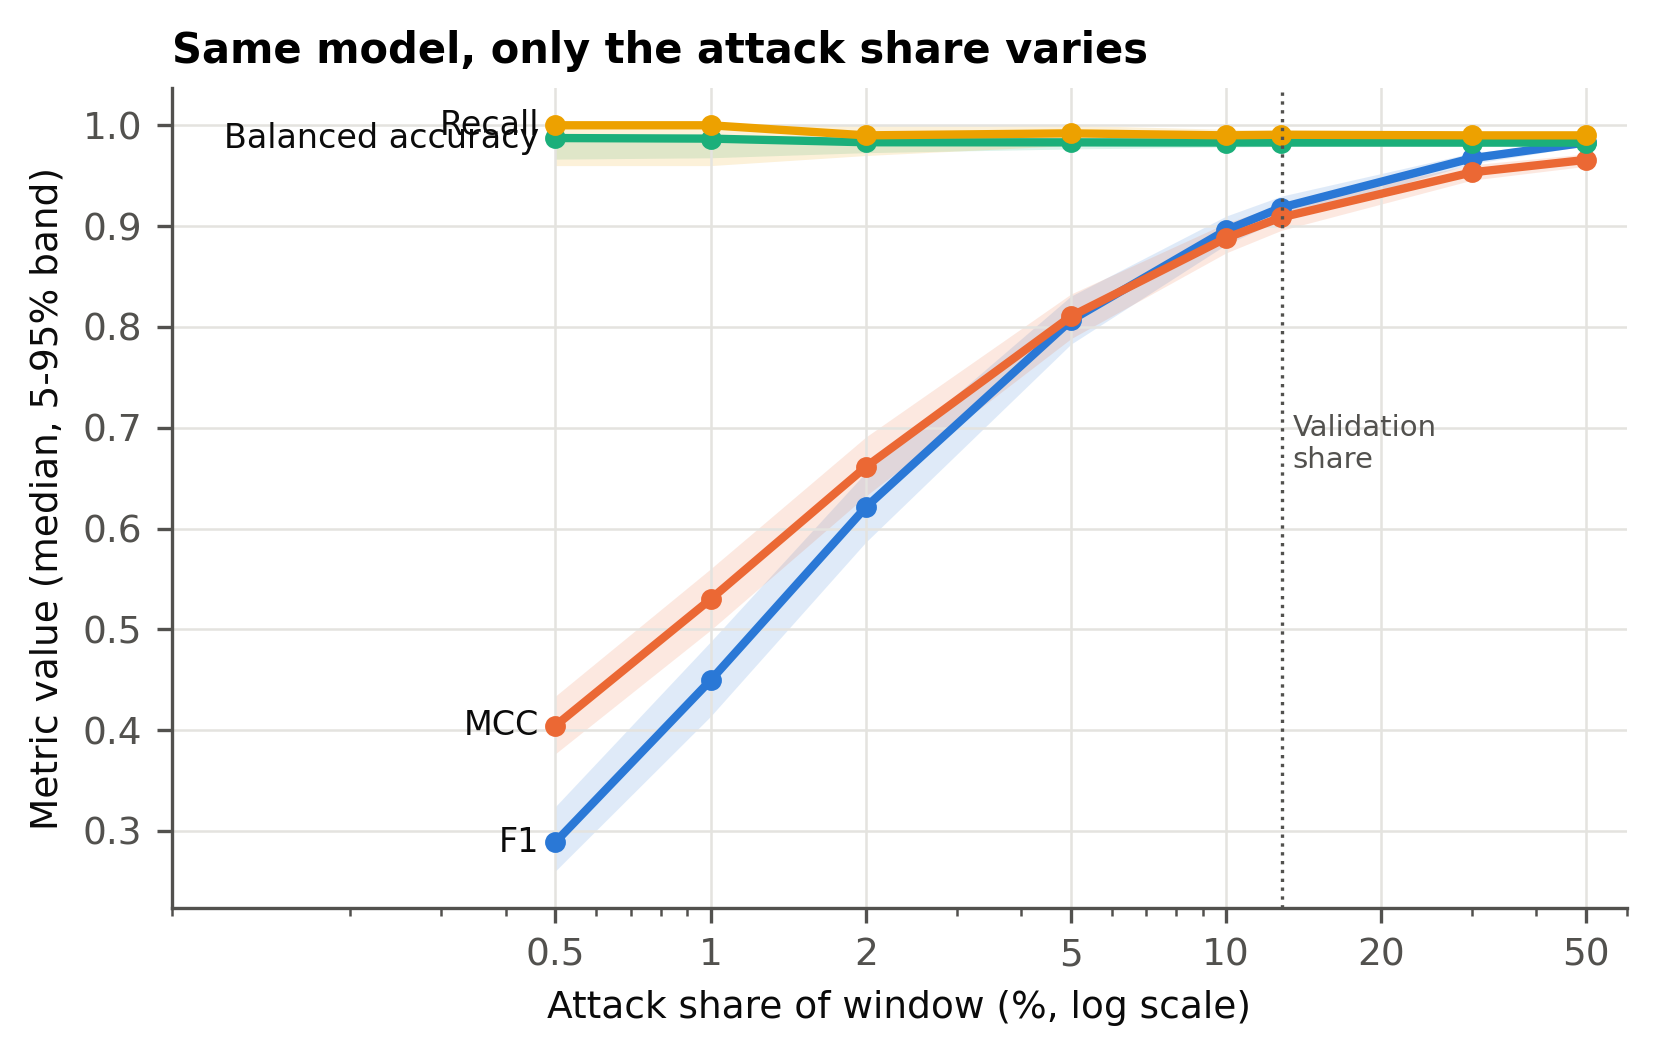 Same model, only the attack share varies
Metric value (median, 5-95% band)
1.0
0.9
0.8
0.7
0.6
0.5
0.4
0.3
Recall
Balanced accuracy
MCC
F1
Validation
share
0.5 1 2 5 10 20 50
Attack share of window (%, log scale)